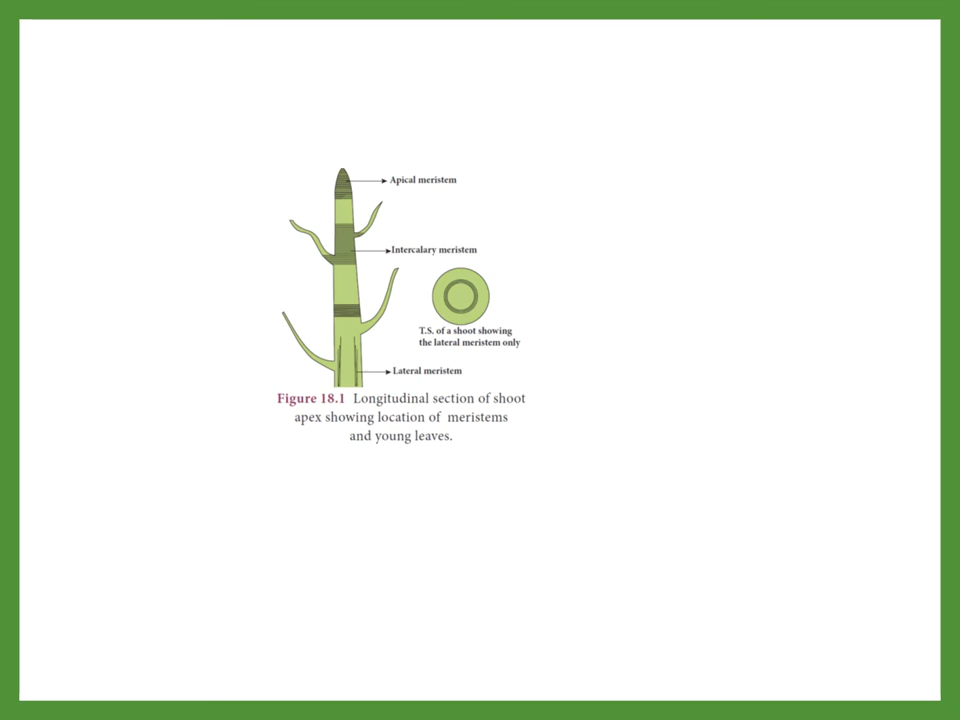 Apical meristem
Intercalary meristem
T.S. of a shoot showing
the lateral meristem only
Lateral meristem
Figure 18.1 Longitudinal section of shoot
apex showing location of meristems
and young leaves.